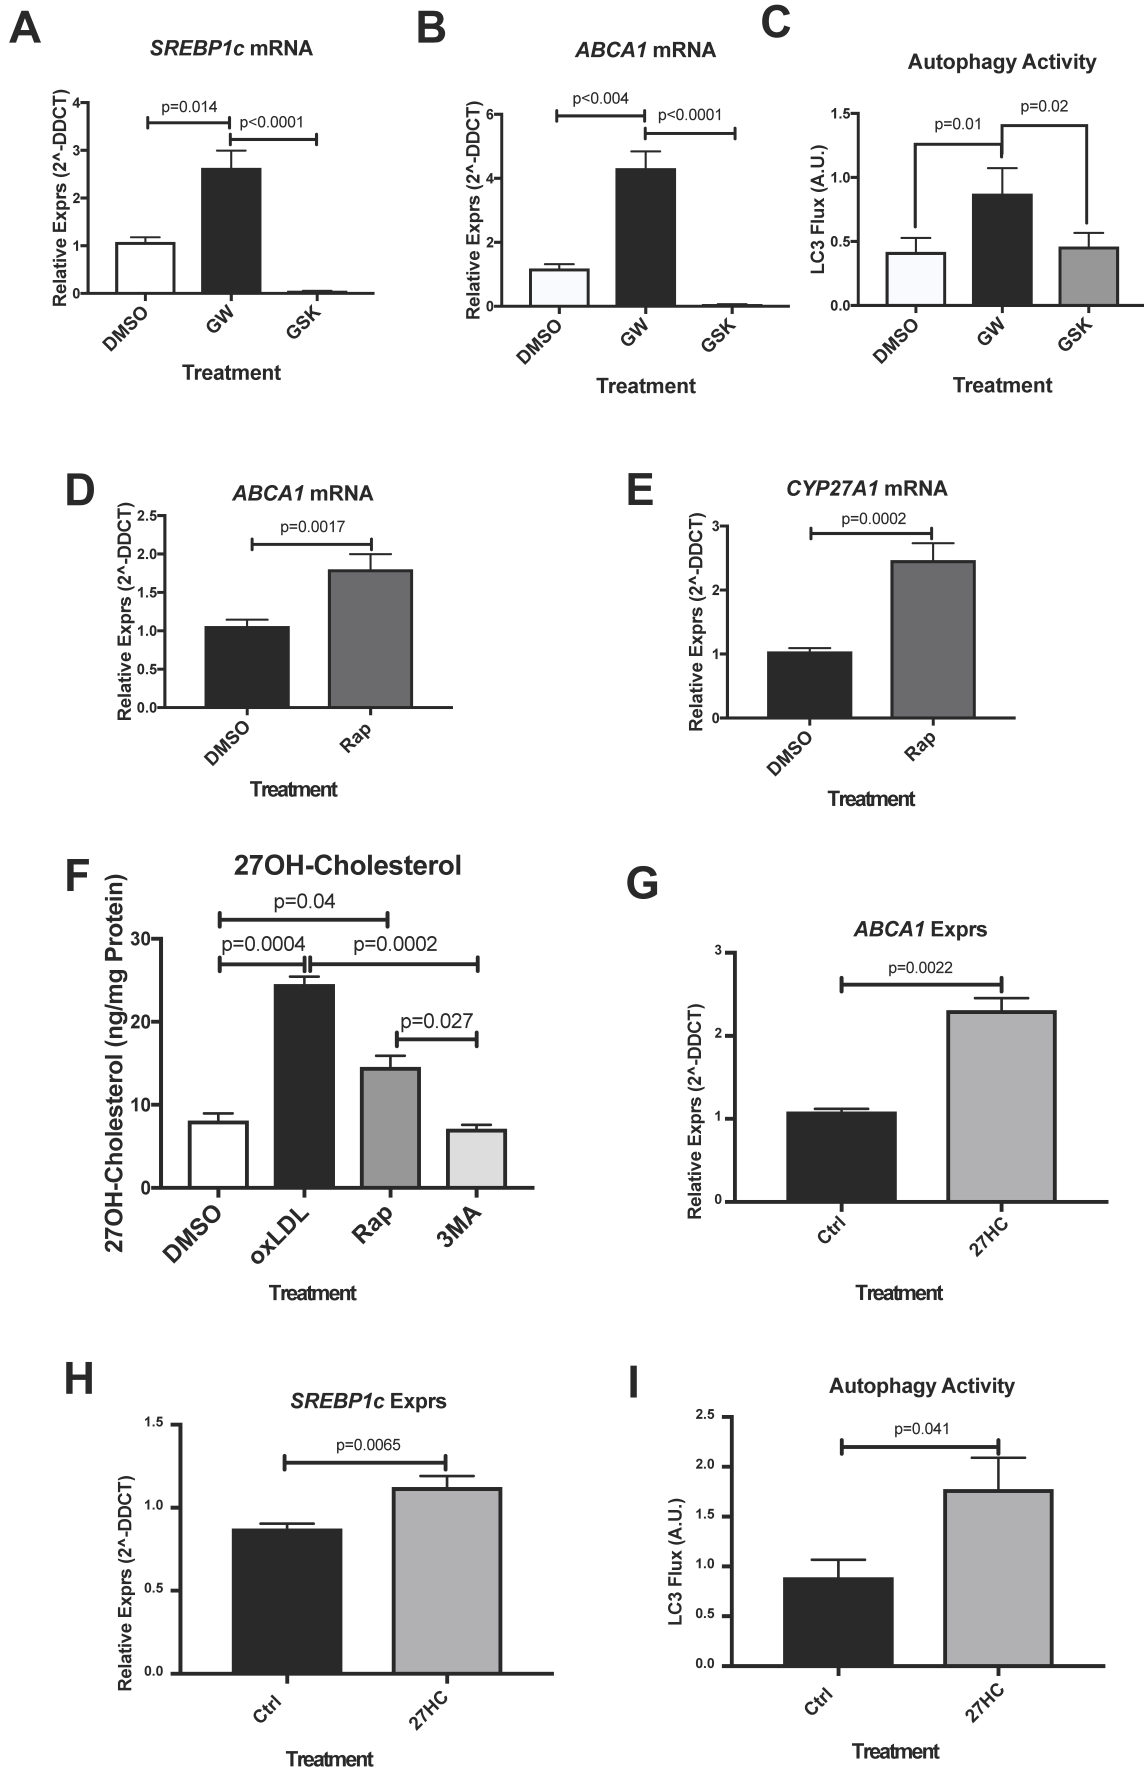 A
SREBP1c mRNA
Relative Exprs (2^-DDCT)
4
3
2
1
0
p=0.014
p<0.0001
DMSO
GW
GSK
Treatment
B
ABCA1 mRNA
Relative Exprs (2^-DDCT)
6
4
2
0
p<0.004
p<0.0001
DMSO
GW
GSK
Treatment
C
Autophagy Activity
LC3 Flux (A.U.)
1.5
1.0
0.5
0.0
p=0.01
p=0.02
DMSO
GW
GSK
Treatment
D
ABCA1 mRNA
Relative Exprs (2^-DDCT)
2.5
2.0
1.5
1.0
0.5
0.0
p=0.0017
DMSO
Rap
Treatment
E
CYP27A1 mRNA
Relative Exprs (2^-DDCT)
3
2
1
0
p=0.0002
DMSO
Rap
Treatment
F
27OH-Cholesterol
27OH-Cholesterol (ng/mg Protein)
30
20
10
0
p=0.04
p=0.0004
p=0.0002
p=0.027
DMSO
oxLDL
Rap
3MA
Treatment
G
ABCA1 Exprs
Relative Exprs (2^-DDCT)
3
2
1
0
p=0.0022
Ctrl
27HC
Treatment
H
SREBP1c Exprs
Relative Exprs (2^-DDCT)
1.5
1.0
0.5
0.0
p=0.0065
Ctrl
27HC
Treatment
I
Autophagy Activity
LC3 Flux (A.U.)
2.5
2.0
1.5
1.0
0.5
0.0
p=0.041
Ctrl
27HC
Treatment